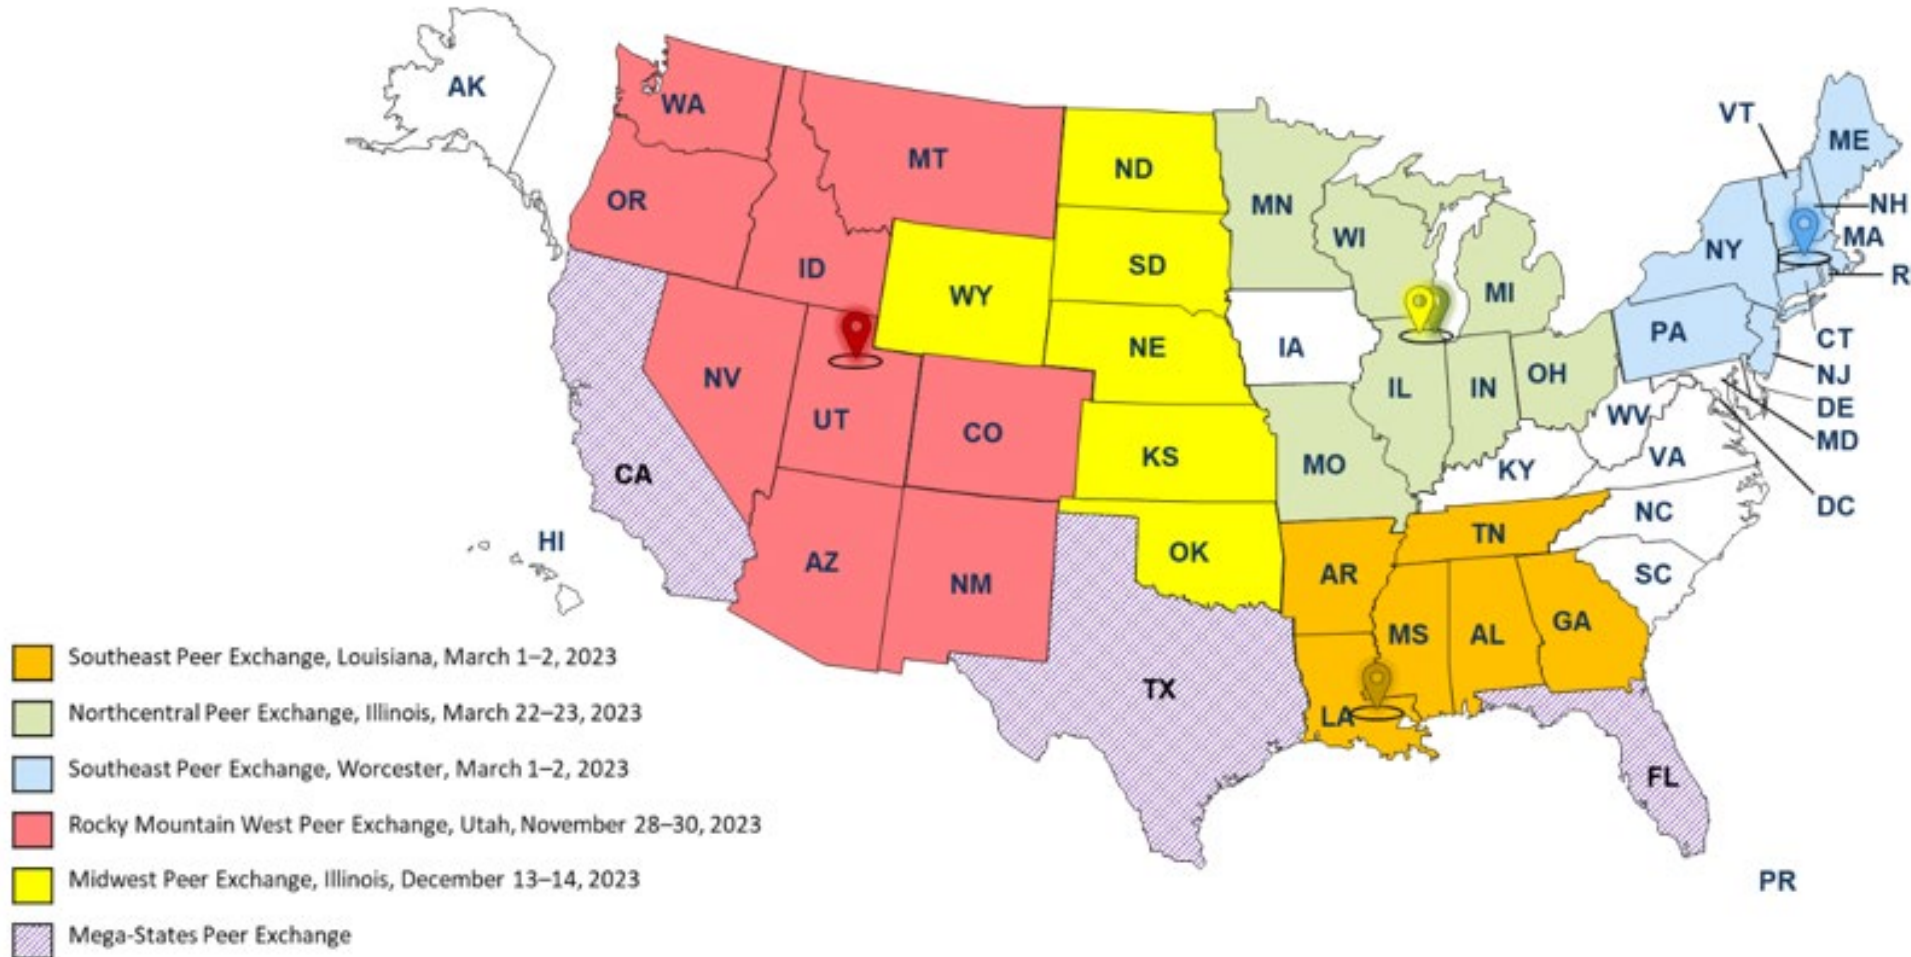 AK
WA
MT
ND
MN
VT
ME
OR
ID
WY
SD
WI
MI
NY
NH
MA
R
NV
UT
CO
NE
IA
IL
IN
OH
PA
CT
NJ
DE
MD
DC
WV
VA
KY
CA
KS
MO
HI
AZ
NM
OK
AR
TN
NC
SC
TX
LA
MS
AL
GA
FL
PR
Southeast Peer Exchange, Louisiana, March 1–2, 2023
Northcentral Peer Exchange, Illinois, March 22–23, 2023
Southeast Peer Exchange, Worcester, March 1–2, 2023
Rocky Mountain West Peer Exchange, Utah, November 28–30, 2023
Midwest Peer Exchange, Illinois, December 13–14, 2023
Mega-States Peer Exchange